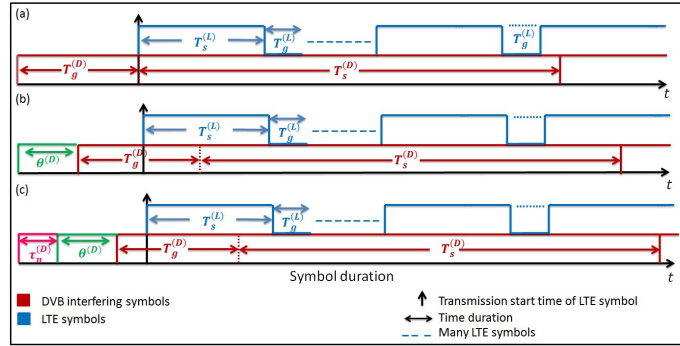 (a)
T_s^(L) T_g^(L) T_g^(L)
T_g^(D) T_s^(D)
t
(b)
T_s^(L) T_g^(L)
θ^(D) T_g^(D) T_s^(D)
t
(c)
T_s^(L) T_g^(L)
τ_n^(D) θ^(D) T_g^(D) T_s^(D)
Symbol duration t
DVB interfering symbols
LTE symbols
Transmission start time of LTE symbol
Time duration
Many LTE symbols